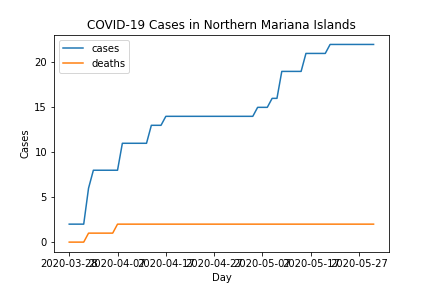 COVID-19 Cases in Northern Mariana Islands
cases
deaths
20
15
10
5
0
Cases
2020-03-28
2020-04-07
2020-04-17
2020-04-27
2020-05-07
2020-05-17
2020-05-27
Day